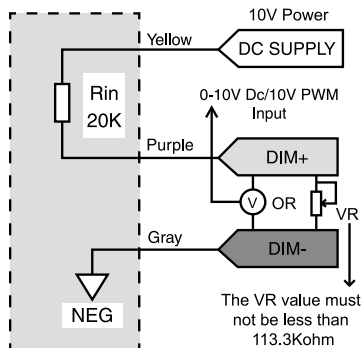 10V Power
Yellow
DC SUPPLY
Rin
20K
0-10V Dc/10V PWM
Input
Purple
DIM+
V
OR
VR
Gray
DIM-
NEG
The VR value must
not be less than
113.3Kohm